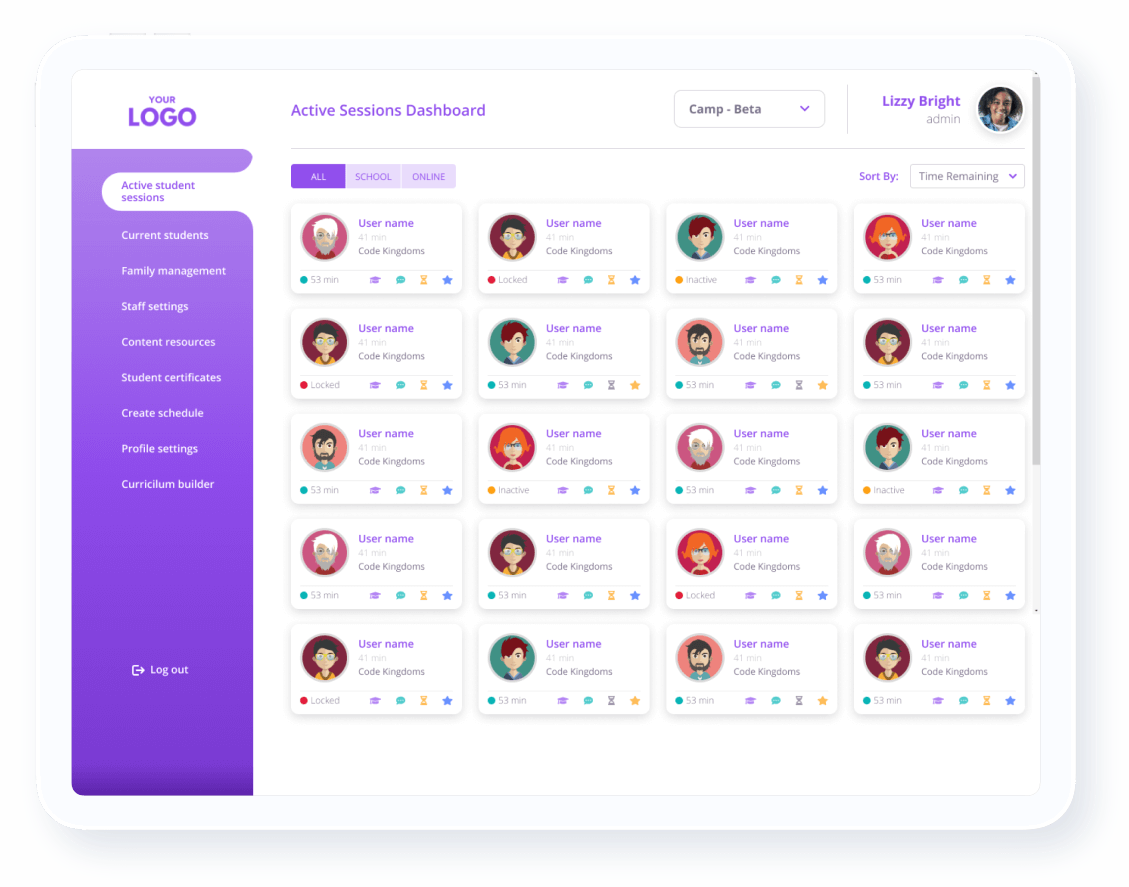 YOUR
LOGO
Active Sessions Dashboard
Camp - Beta
Lizzy Bright
admin
Active student
sessions
Current students
Family management
Staff settings
Content resources
Student certificates
Create schedule
Profile settings
Curricilum builder
Log out
ALL SCHOOL ONLINE
Sort By: Time Remaining
User name User name User name User name
41 min 41 min 41 min 41 min
Code Kingdoms Code Kingdoms Code Kingdoms Code Kingdoms
53 min Locked Inactive 53 min
User name User name User name User name
41 min 41 min 41 min 41 min
Code Kingdoms Code Kingdoms Code Kingdoms Code Kingdoms
Locked 53 min 53 min 53 min
User name User name User name User name
41 min 41 min 41 min 41 min
Code Kingdoms Code Kingdoms Code Kingdoms Code Kingdoms
53 min Inactive 53 min Inactive
User name User name User name User name
41 min 41 min 41 min 41 min
Code Kingdoms Code Kingdoms Code Kingdoms Code Kingdoms
53 min 53 min Locked 53 min
User name User name User name User name
41 min 41 min 41 min 41 min
Code Kingdoms Code Kingdoms Code Kingdoms Code Kingdoms
Locked 53 min 53 min 53 min